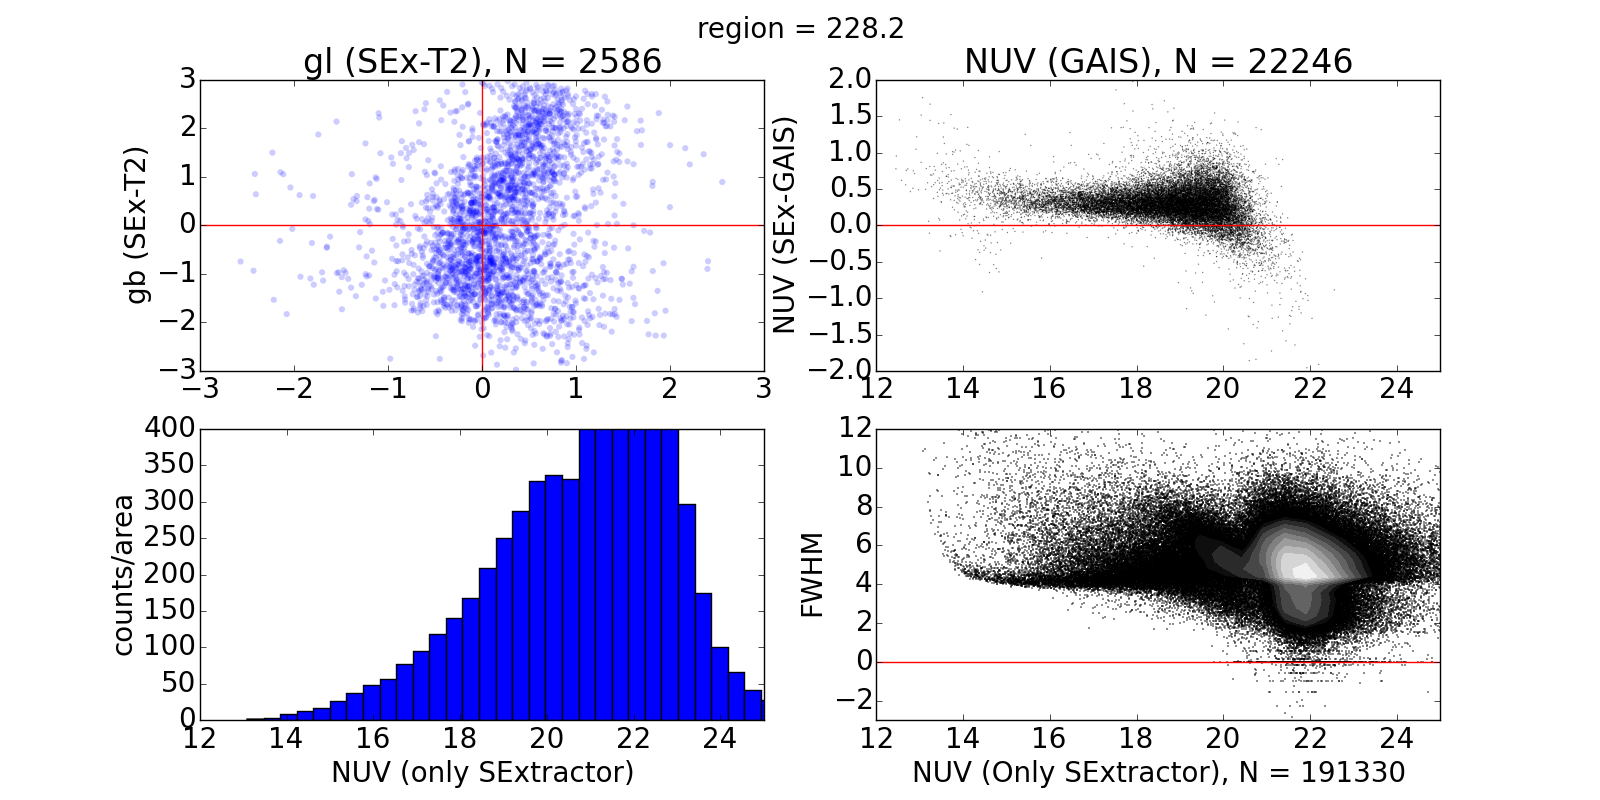 region = 228.2
gl (SEx-T2), N = 2586
NUV (GAIS), N = 22246
gb (SEx-T2)
3
2
1
0
−1
−2
−3
−3 −2 −1 0 1 2 3
NUV (SEx-GAIS)
2.0
1.5
1.0
0.5
0.0
−0.5
−1.0
−1.5
−2.0
12 14 16 18 20 22 24
counts/area
400
350
300
250
200
150
100
50
0
12 14 16 18 20 22 24
NUV (only SExtractor)
FWHM
12
10
8
6
4
2
0
−2
12 14 16 18 20 22 24
NUV (Only SExtractor), N = 191330